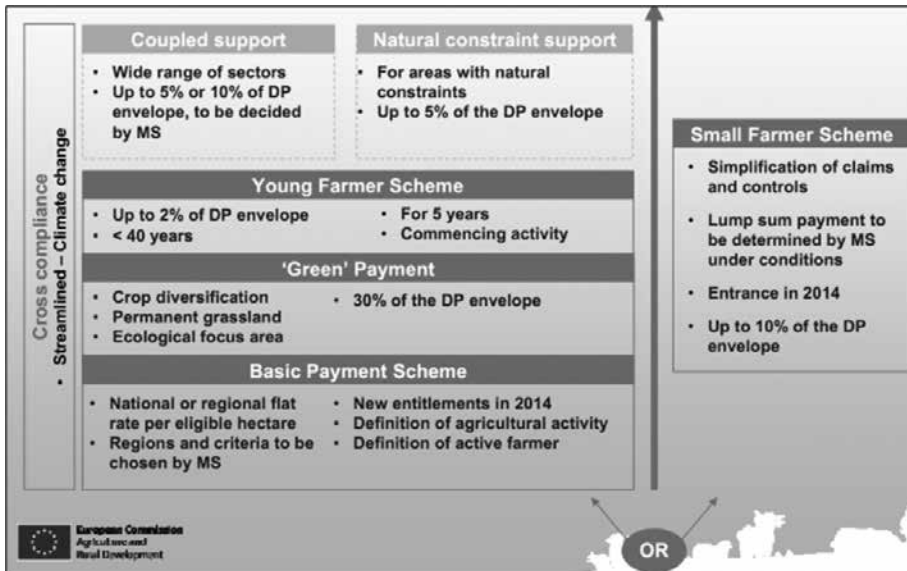 Cross compliance
• Streamlined – Climate change
Coupled support
• Wide range of sectors
• Up to 5% or 10% of DP
envelope, to be decided
by MS
Natural constraint support
• For areas with natural
constraints
• Up to 5% of the DP envelope
Young Farmer Scheme
• Up to 2% of DP envelope
• < 40 years
• For 5 years
• Commencing activity
‘Green’ Payment
• Crop diversification
• Permanent grassland
• Ecological focus area
• 30% of the DP envelope
Basic Payment Scheme
• National or regional flat
rate per eligible hectare
• Regions and criteria to be
chosen by MS
• New entitlements in 2014
• Definition of agricultural activity
• Definition of active farmer
Small Farmer Scheme
• Simplification of claims
and controls
• Lump sum payment to
be determined by MS
under conditions
• Entrance in 2014
• Up to 10% of the DP
envelope
OR
European Commission
Agriculture and
Rural Development